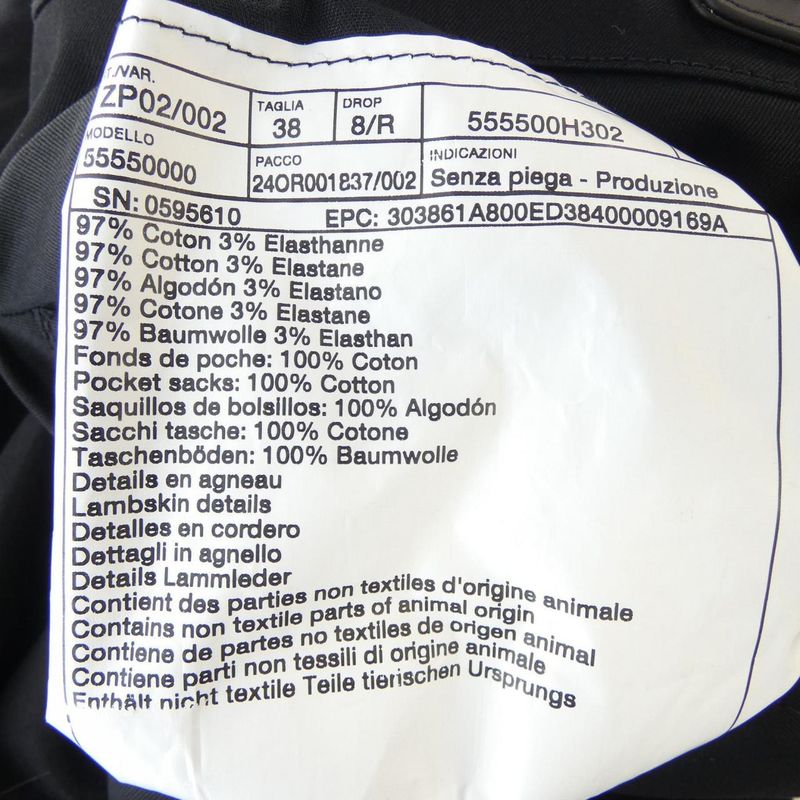 T./VAR.
ZP02/002
TAGLIA
38
DROP
8/R
555500H302
MODELLO
55550000
PACCO
24OR001837/002
INDICAZIONI
Senza piega - Produzione
SN: 0595610
EPC: 303861A800ED38400009169A
97% Coton 3% Elasthanne
97% Cotton 3% Elastane
97% Algodón 3% Elastano
97% Cotone 3% Elastane
97% Baumwolle 3% Elasthan
Fonds de poche: 100% Coton
Pocket sacks: 100% Cotton
Saquillos de bolsillos: 100% Algodón
Sacchi tasche: 100% Cotone
Taschenböden: 100% Baumwolle
Details en agneau
Lambskin details
Detalles en cordero
Dettagli in agnello
Details Lammleder
Contient des parties non textiles d'origine animale
Contains non textile parts of animal origin
Contiene de partes no textiles de origen animal
Contiene parti non tessili di origine animale
Enthält nicht textile Teile tierischen Ursprungs